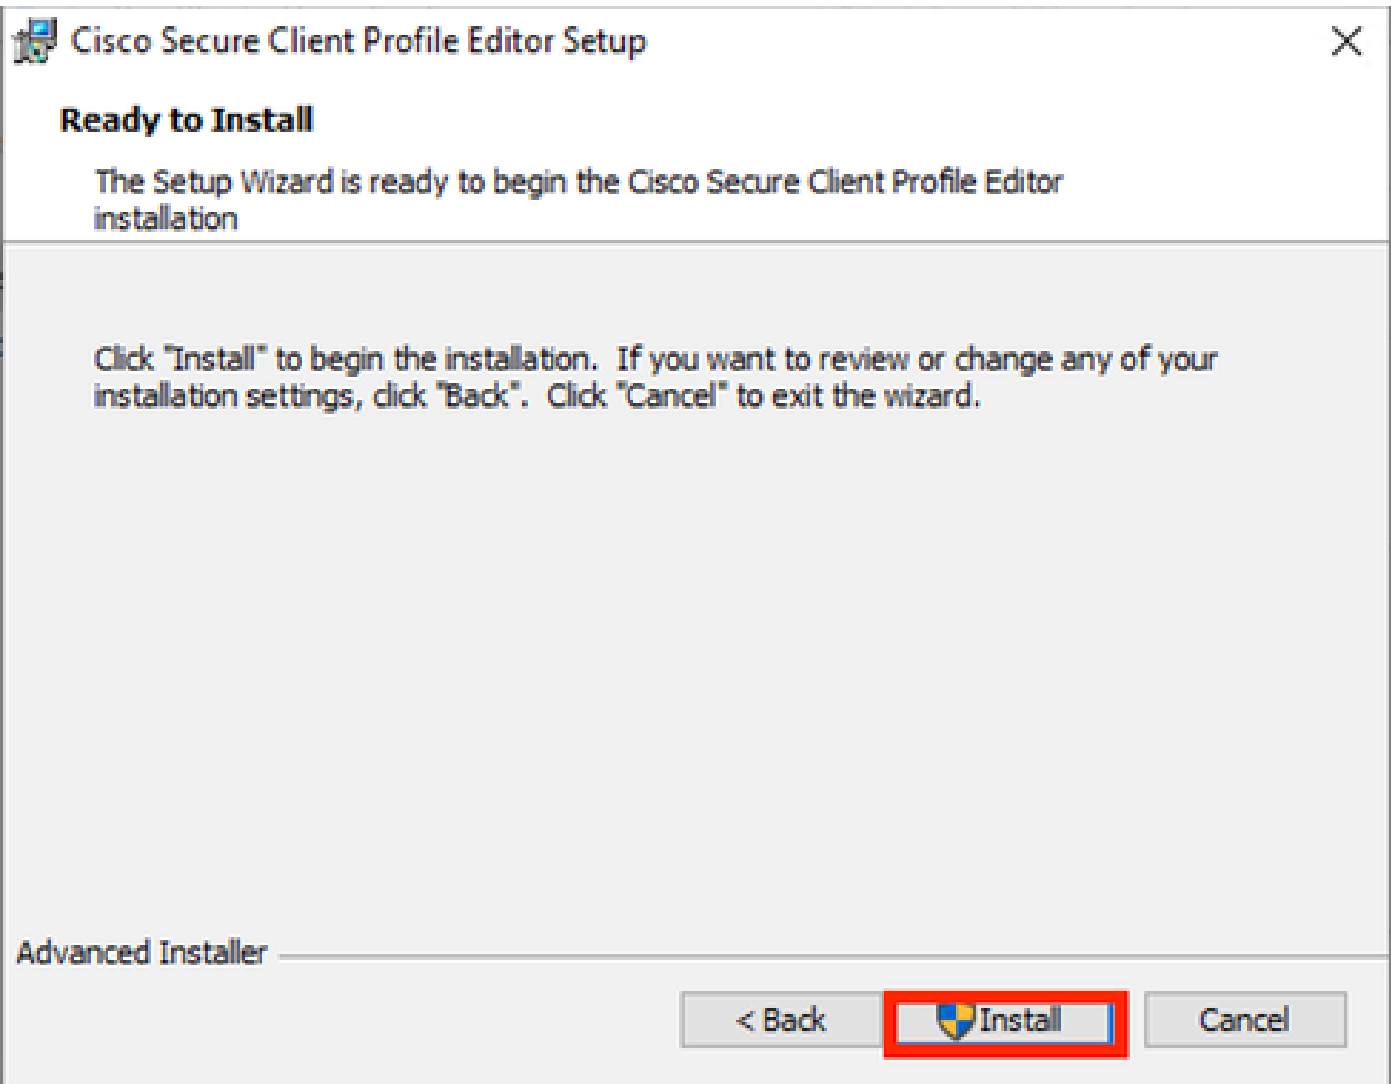 Cisco Secure Client Profile Editor Setup
Ready to Install
The Setup Wizard is ready to begin the Cisco Secure Client Profile Editor
installation
Click "Install" to begin the installation.  If you want to review or change any of your
installation settings, click "Back".  Click "Cancel" to exit the wizard.
Advanced Installer
< Back
Install
Cancel